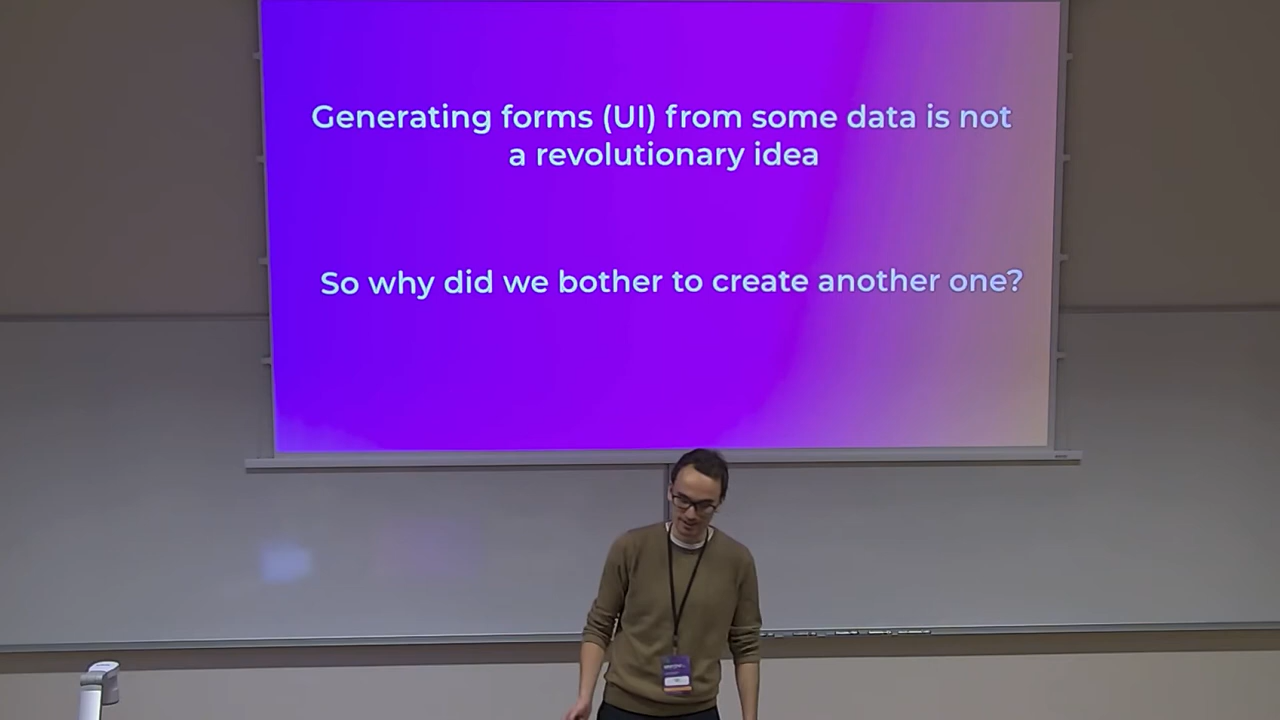 Generating forms (UI) from some data is not
a revolutionary idea
So why did we bother to create another one?